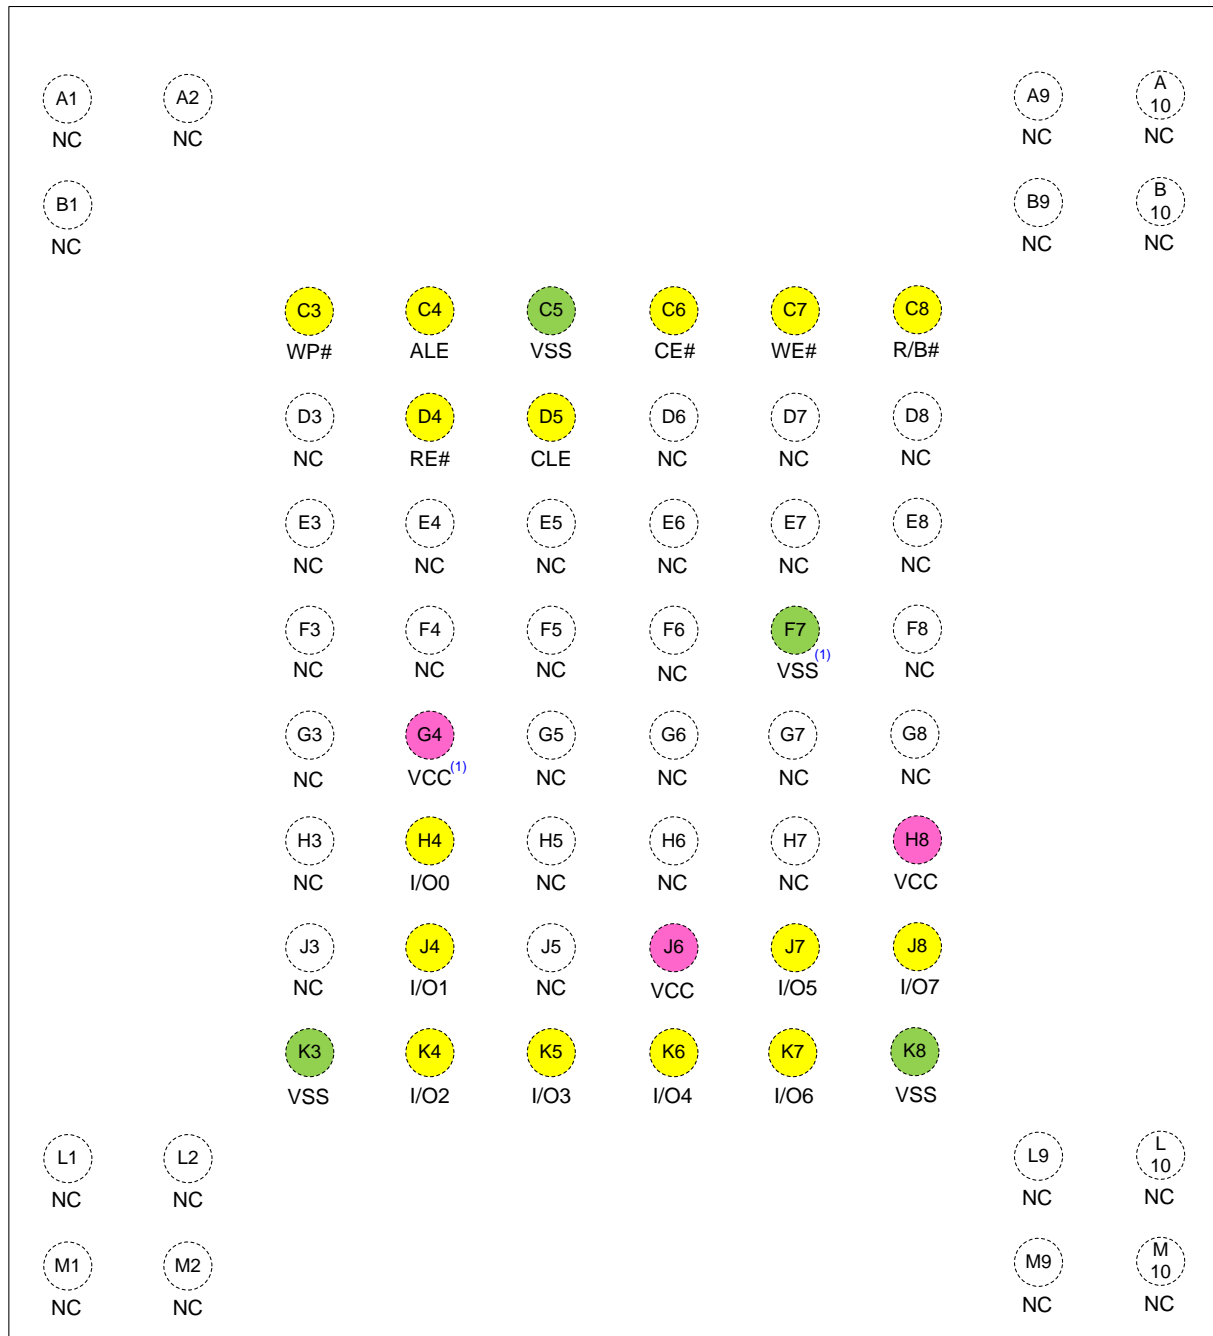 A1 A2 A9 A
10
NC NC NC NC
B1 B9 B
10
NC NC NC
C3 C4 C5 C6 C7 C8
WP# ALE VSS CE# WE# R/B#
D3 D4 D5 D6 D7 D8
NC RE# CLE NC NC NC
E3 E4 E5 E6 E7 E8
NC NC NC NC NC NC
F3 F4 F5 F6 F7 F8
NC NC NC NC VSS(1) NC
G3 G4 G5 G6 G7 G8
NC VCC(1) NC NC NC NC
H3 H4 H5 H6 H7 H8
NC I/O0 NC NC NC VCC
J3 J4 J5 J6 J7 J8
NC I/O1 NC VCC I/O5 I/O7
K3 K4 K5 K6 K7 K8
VSS I/O2 I/O3 I/O4 I/O6 VSS
L1 L2 L9 L
10
NC NC NC NC
M1 M2 M9 M
10
NC NC NC NC